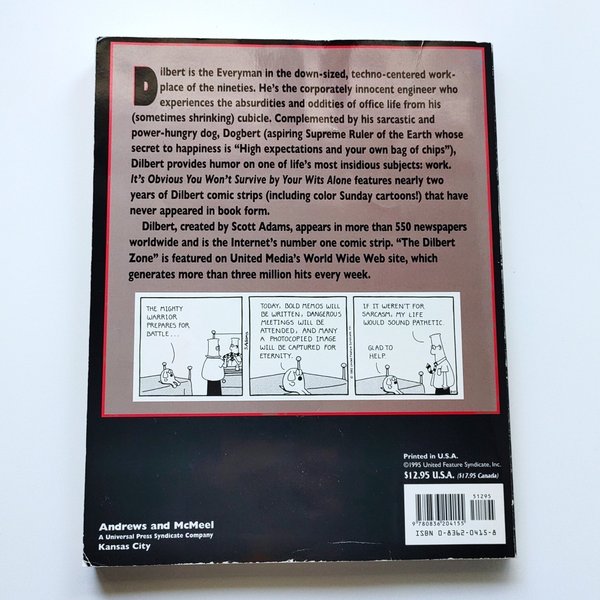 Dilbert is the Everyman in the down-sized, techno-centered work-
place of the nineties. He's the corporately innocent engineer who
experiences the absurdities and oddities of office life from his
(sometimes shrinking) cubicle. Complemented by his sarcastic and
power-hungry dog, Dogbert (aspiring Supreme Ruler of the Earth whose
secret to happiness is "High expectations and your own bag of chips"),
Dilbert provides humor on one of life's most insidious subjects: work.
It's Obvious You Won't Survive by Your Wits Alone features nearly two
years of Dilbert comic strips (including color Sunday cartoons!) that have
never appeared in book form.
Dilbert, created by Scott Adams, appears in more than 550 newspapers
worldwide and is the Internet's number one comic strip. "The Dilbert
Zone" is featured on United Media's World Wide Web site, which
generates more than three million hits every week.
THE MIGHTY
WARRIOR
PREPARES FOR
BATTLE...
S.ADAMS
TODAY, BOLD MEMOS WILL
BE WRITTEN, DANGEROUS
MEETINGS WILL BE
ATTENDED, AND MANY
A PHOTOCOPIED IMAGE
WILL BE CAPTURED FOR
ETERNITY.
IF IT WEREN'T FOR
SARCASM, MY LIFE
WOULD SOUND PATHETIC.
GLAD TO
HELP.
Printed in U.S.A.
©1995 United Feature Syndicate, Inc.
$12.95 U.S.A. ($17.95 Canada)
51295
9 780836 204155
ISBN 0-8362-0415-8
Andrews and McMeel
A Universal Press Syndicate Company
Kansas City